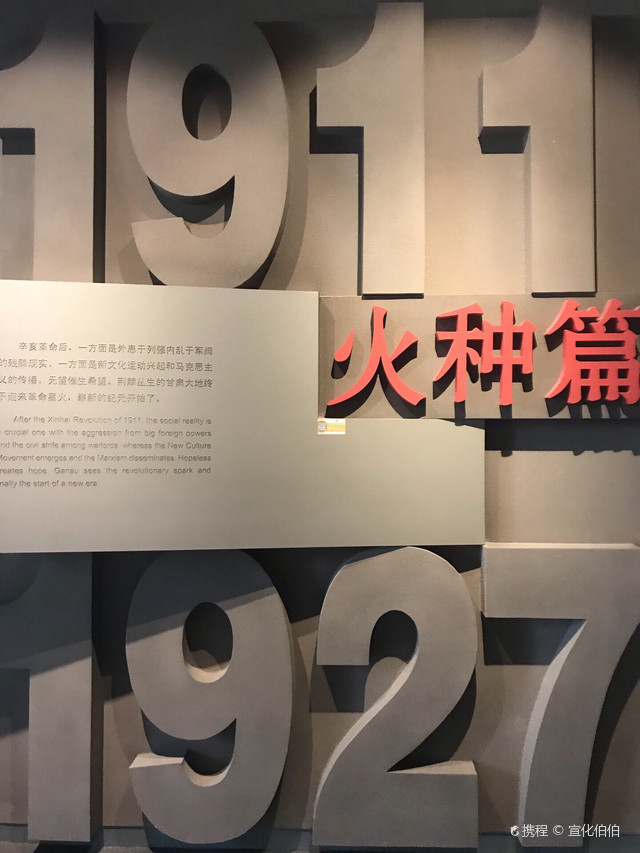 1911
火种篇
辛亥革命后，一方面是外患于列强内乱于军阀
的残酷现实，一方面是新文化运动兴起和马克思主
义的传播。无望催生希望，荆棘丛生的甘肃大地终
于迎来革命星火，崭新的纪元开始了。
After the Xinhai Revolution of 1911, the social reality is
crucial one with the aggression from big foreign powers
nd the civil strife among warlords, whereas the New Culture
Movement emerges and the Marxism disseminates. Hopeless
reates hope. Gansu sees the revolutionary spark and
nally the start of a new era.
1927
携程 © 宣化伯伯